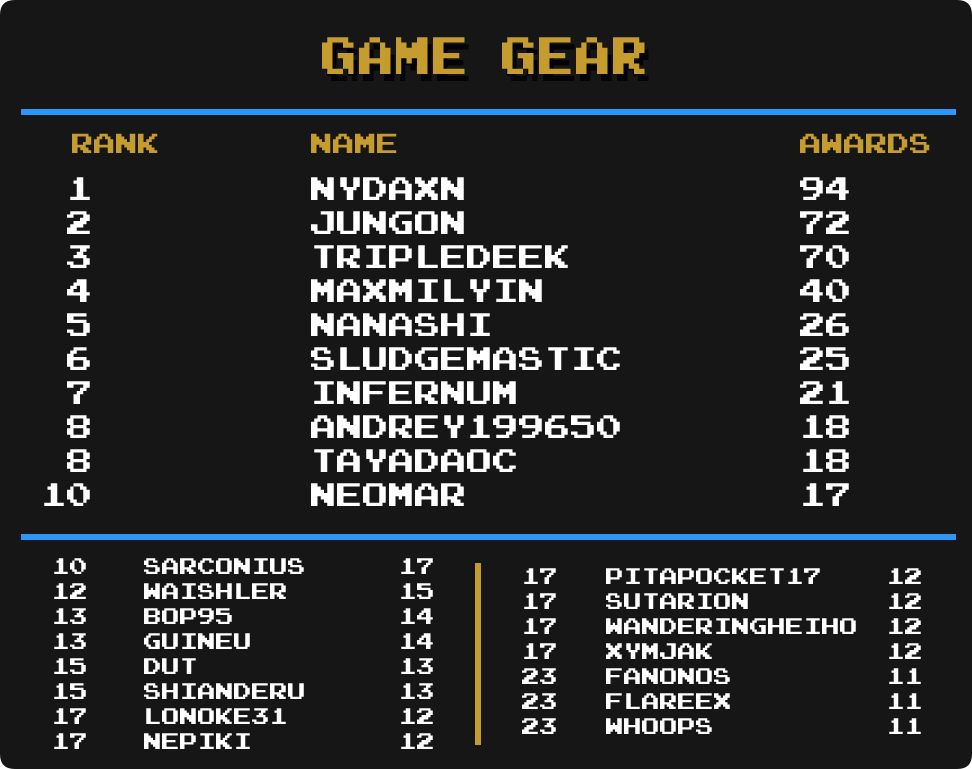 GAME GEAR
RANK NAME AWARDS
1 NYDAXN 94
2 JUNGON 72
3 TRIPLEDEEK 70
4 MAXMILYIN 40
5 NANASHI 26
6 SLUDGEMASTIC 25
7 INFERNUM 21
8 ANDREY199650 18
8 TAYADAOC 18
10 NEOMAR 17
10 SARCONIUS 17
12 WAISHLER 15
13 BOP95 14
13 GUINEU 14
15 DUT 13
15 SHIANDERU 13
17 LONOKE31 12
17 NEPIKI 12
17 PITAPOCKET17 12
17 SUTARION 12
17 WANDERINGHEIHO 12
17 XYMJAK 12
23 FANONOS 11
23 FLAREEX 11
23 WHOOPS 11